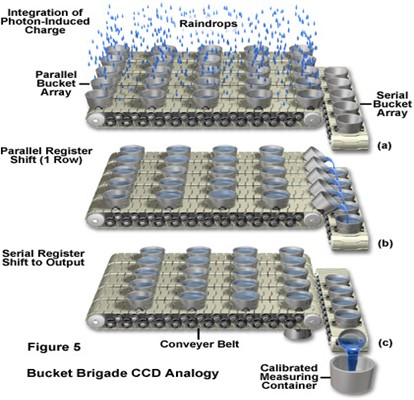 Integration of
Photon-Induced
Charge
Raindrops
Parallel
Bucket
Array
Serial
Bucket
Array
(a)
Parallel Register
Shift (1 Row)
(b)
Serial Register
Shift to Output
(c)
Conveyer Belt
Figure 5
Bucket Brigade CCD Analogy
Calibrated
Measuring
Container